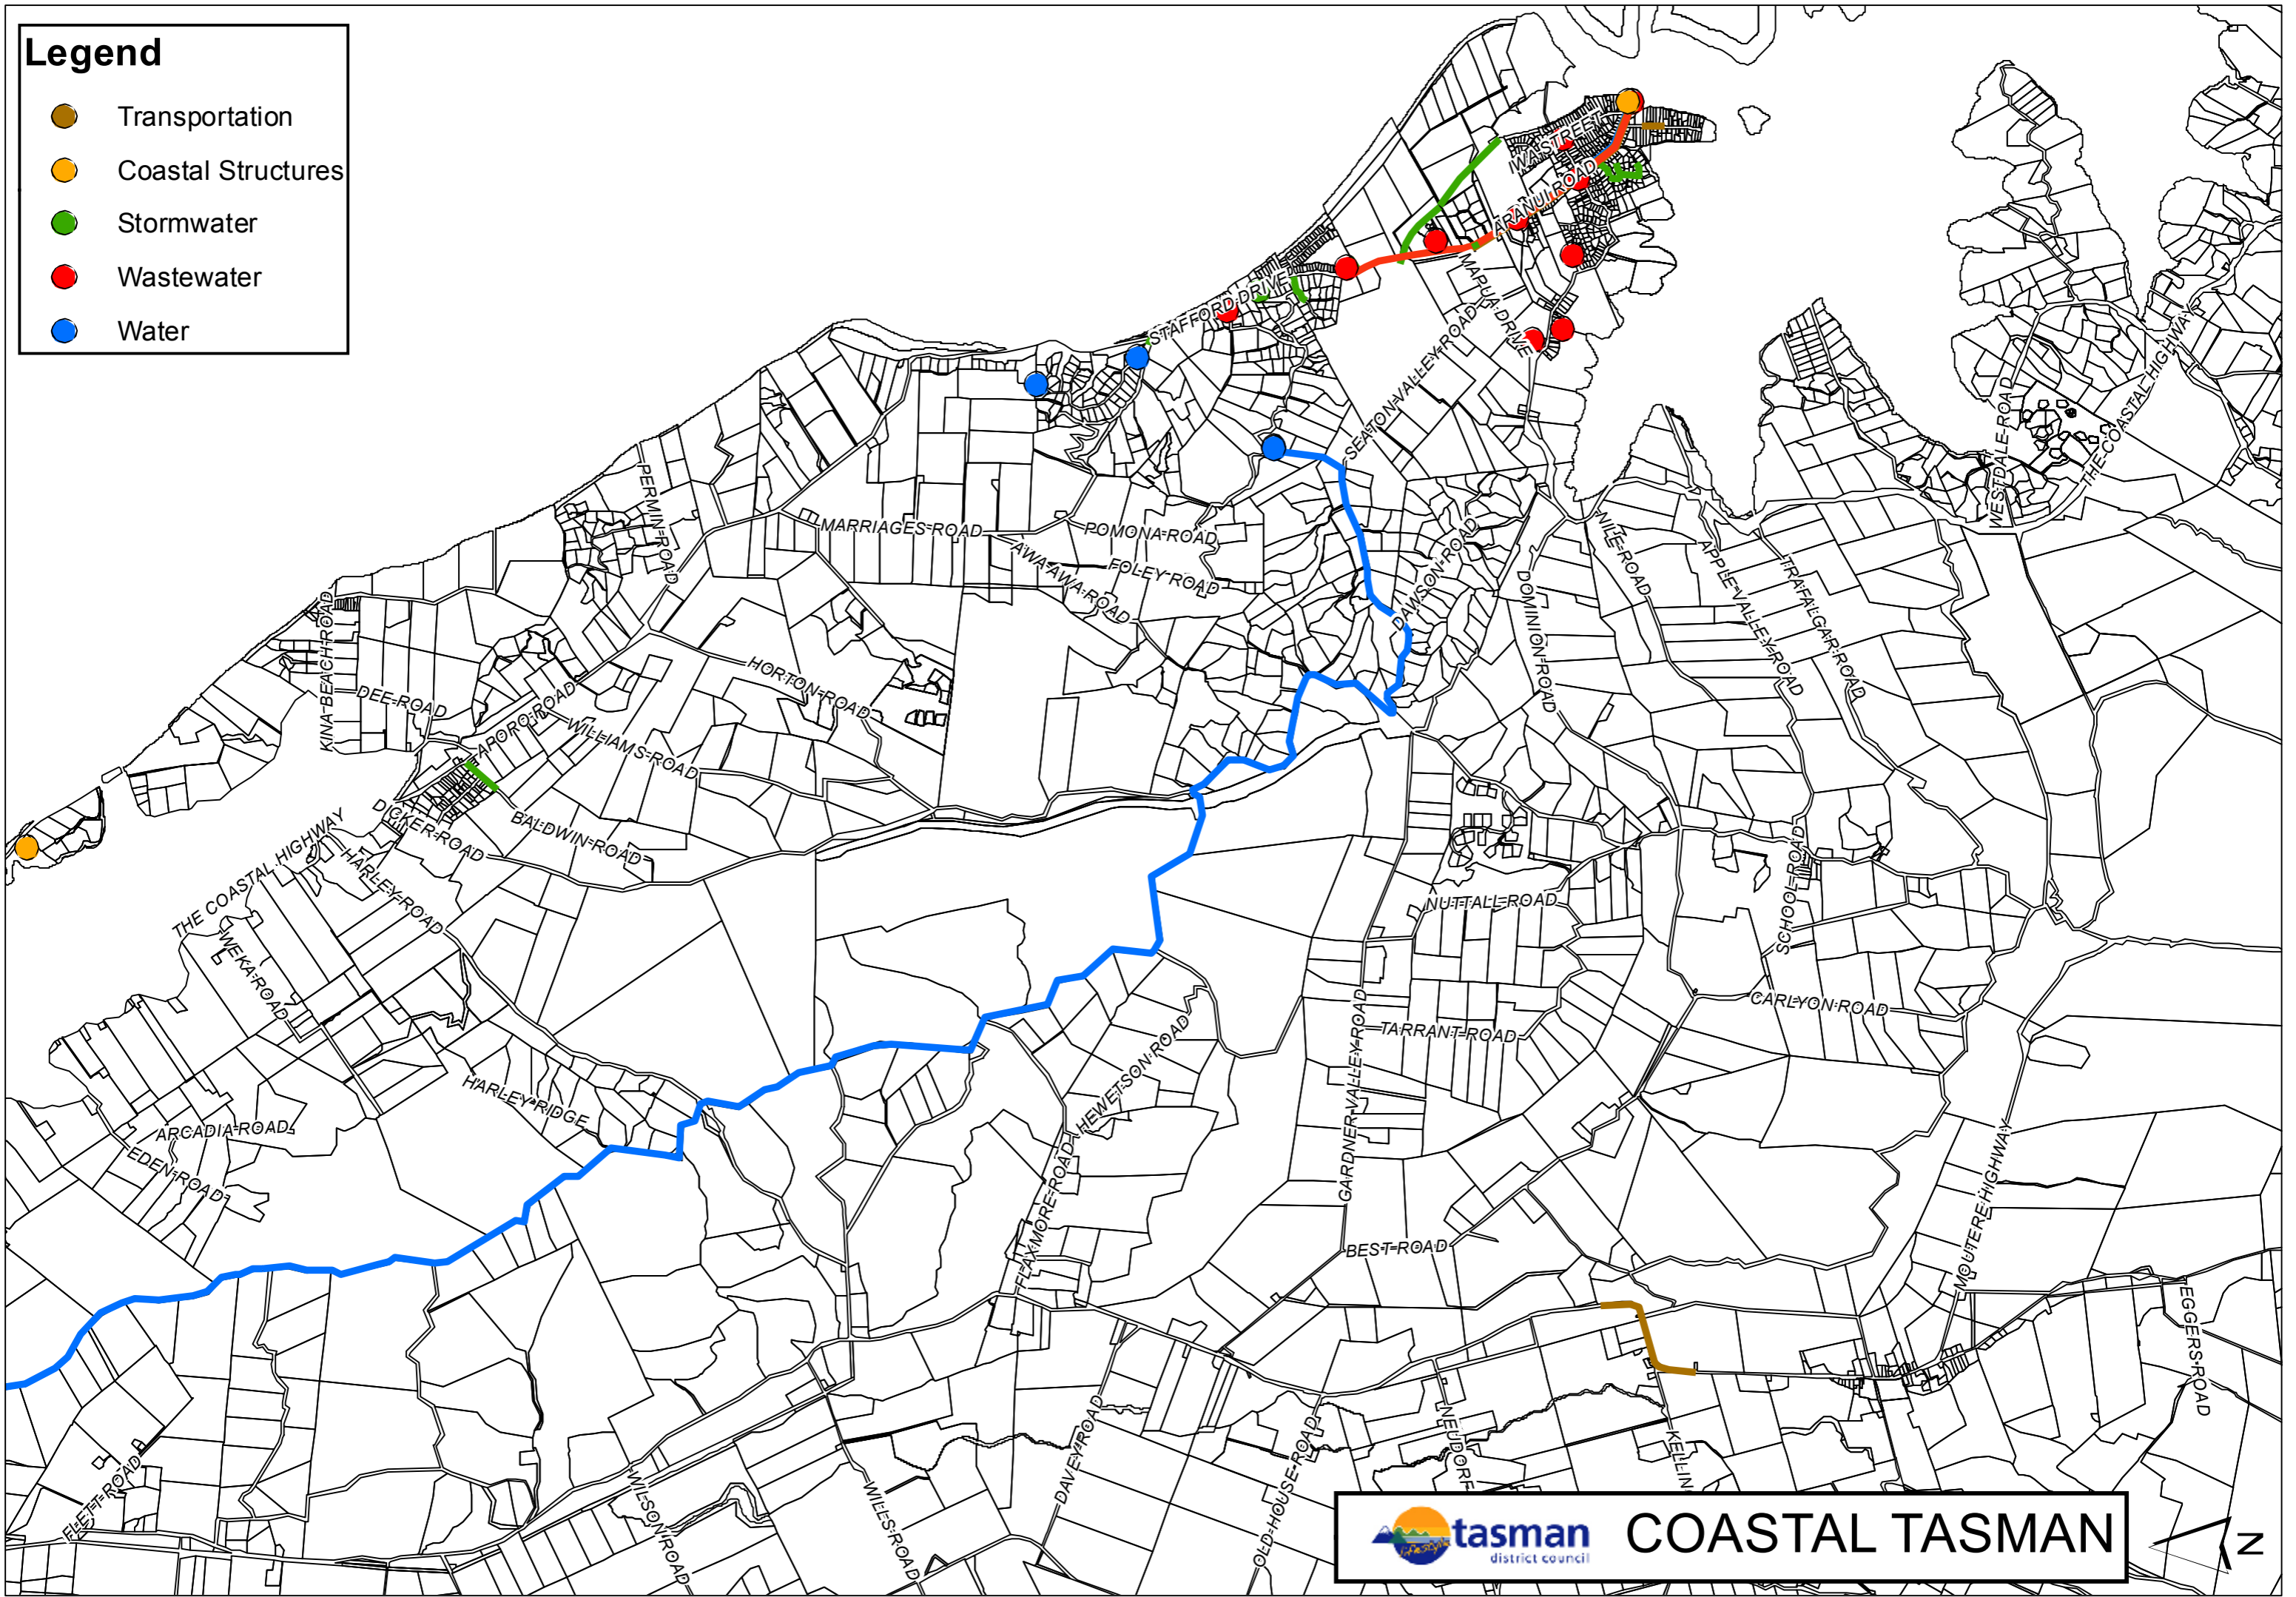 Legend
Transportation
Coastal Structures
Stormwater
Wastewater
Water
IWA STREET
ARANUI ROAD
STAFFORD DRIVE
MAPUA DRIVE
SEATON VALLEY ROAD
THE COASTAL HIGHWAY
WESTDALE ROAD
PERMIN ROAD
MARRIAGES ROAD
POMONA ROAD
AWA AWA ROAD
FOLEY ROAD
DAWSON ROAD
NILE ROAD
APPLE VALLEY ROAD
TRAFALGAR ROAD
DOMINION ROAD
KINA BEACH ROAD
DEE ROAD
HORTON ROAD
APORO ROAD
WILLIAMS ROAD
DICKER ROAD
BALDWIN ROAD
THE COASTAL HIGHWAY
HARLEY ROAD
WEKA ROAD
NUTTALL ROAD
SCHOOL ROAD
CARLYON ROAD
TARRANT ROAD
GARDNER VALLEY ROAD
HEWETSON ROAD
HARLEY RIDGE
ARCADIA ROAD
EDEN ROAD
FLAXMORE ROAD
BEST ROAD
MOUTERE HIGHWAY
EGGERS ROAD
FLETT ROAD
WILSON ROAD
WILLS ROAD
DAVEY ROAD
OLD HOUSE ROAD
NEUDORF
KELLIN
tasman
district council
COASTAL TASMAN
N